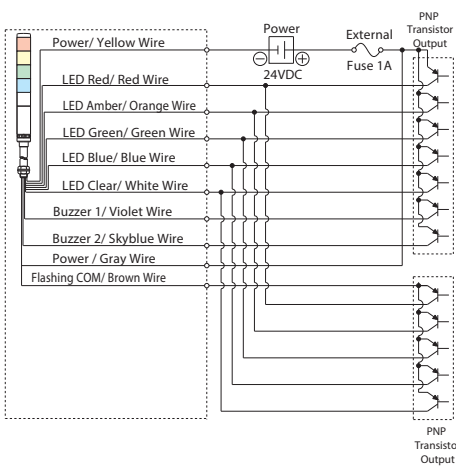 PNP
Transistor
Output
Power
External
Power/ Yellow Wire
24VDC
Fuse 1A
LED Red/ Red Wire
LED Amber/ Orange Wire
LED Green/ Green Wire
LED Blue/ Blue Wire
LED Clear/ White Wire
Buzzer 1/ Violet Wire
Buzzer 2/ Skyblue Wire
Power / Gray Wire
Flashing COM/ Brown Wire
PNP
Transisto
Output